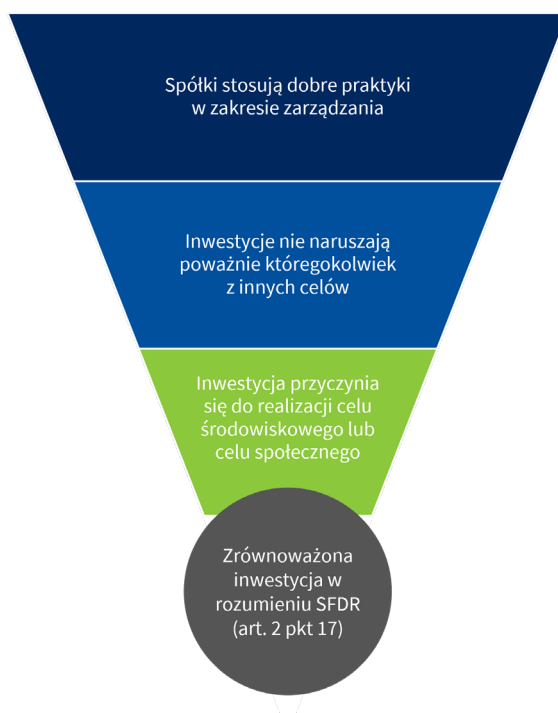 Spółki stosują dobre praktyki
w zakresie zarządzania
Inwestycje nie naruszają
poważnie któregokolwiek
z innych celów
Inwestycja przyczynia
się do realizacji celu
środowiskowego lub
celu społecznego
Zrównoważona
inwestycja w
rozumieniu SFDR
(art. 2 pkt 17)